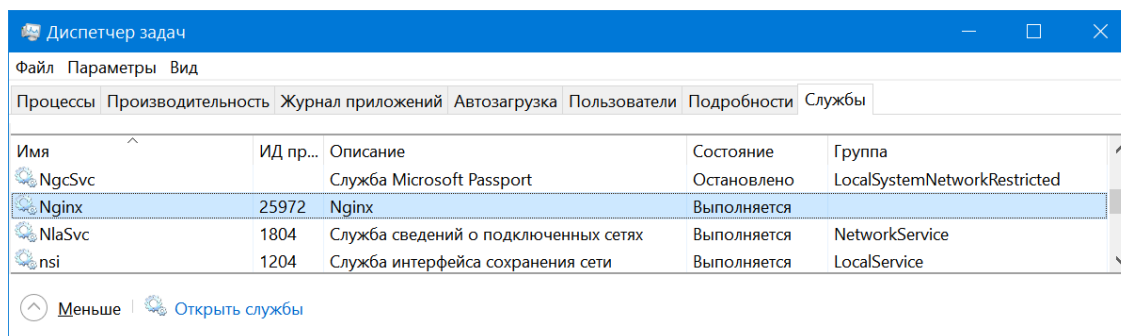 Диспетчер задач
Файл Параметры Вид
Процессы Производительность Журнал приложений Автозагрузка Пользователи Подробности Службы
Имя ИД пр... Описание Состояние Группа
NgcSvc Служба Microsoft Passport Остановлено LocalSystemNetworkRestricted
Nginx 25972 Nginx Выполняется
NlaSvc 1804 Служба сведений о подключенных сетях Выполняется NetworkService
nsi 1204 Служба интерфейса сохранения сети Выполняется LocalService
Меньше Открыть службы